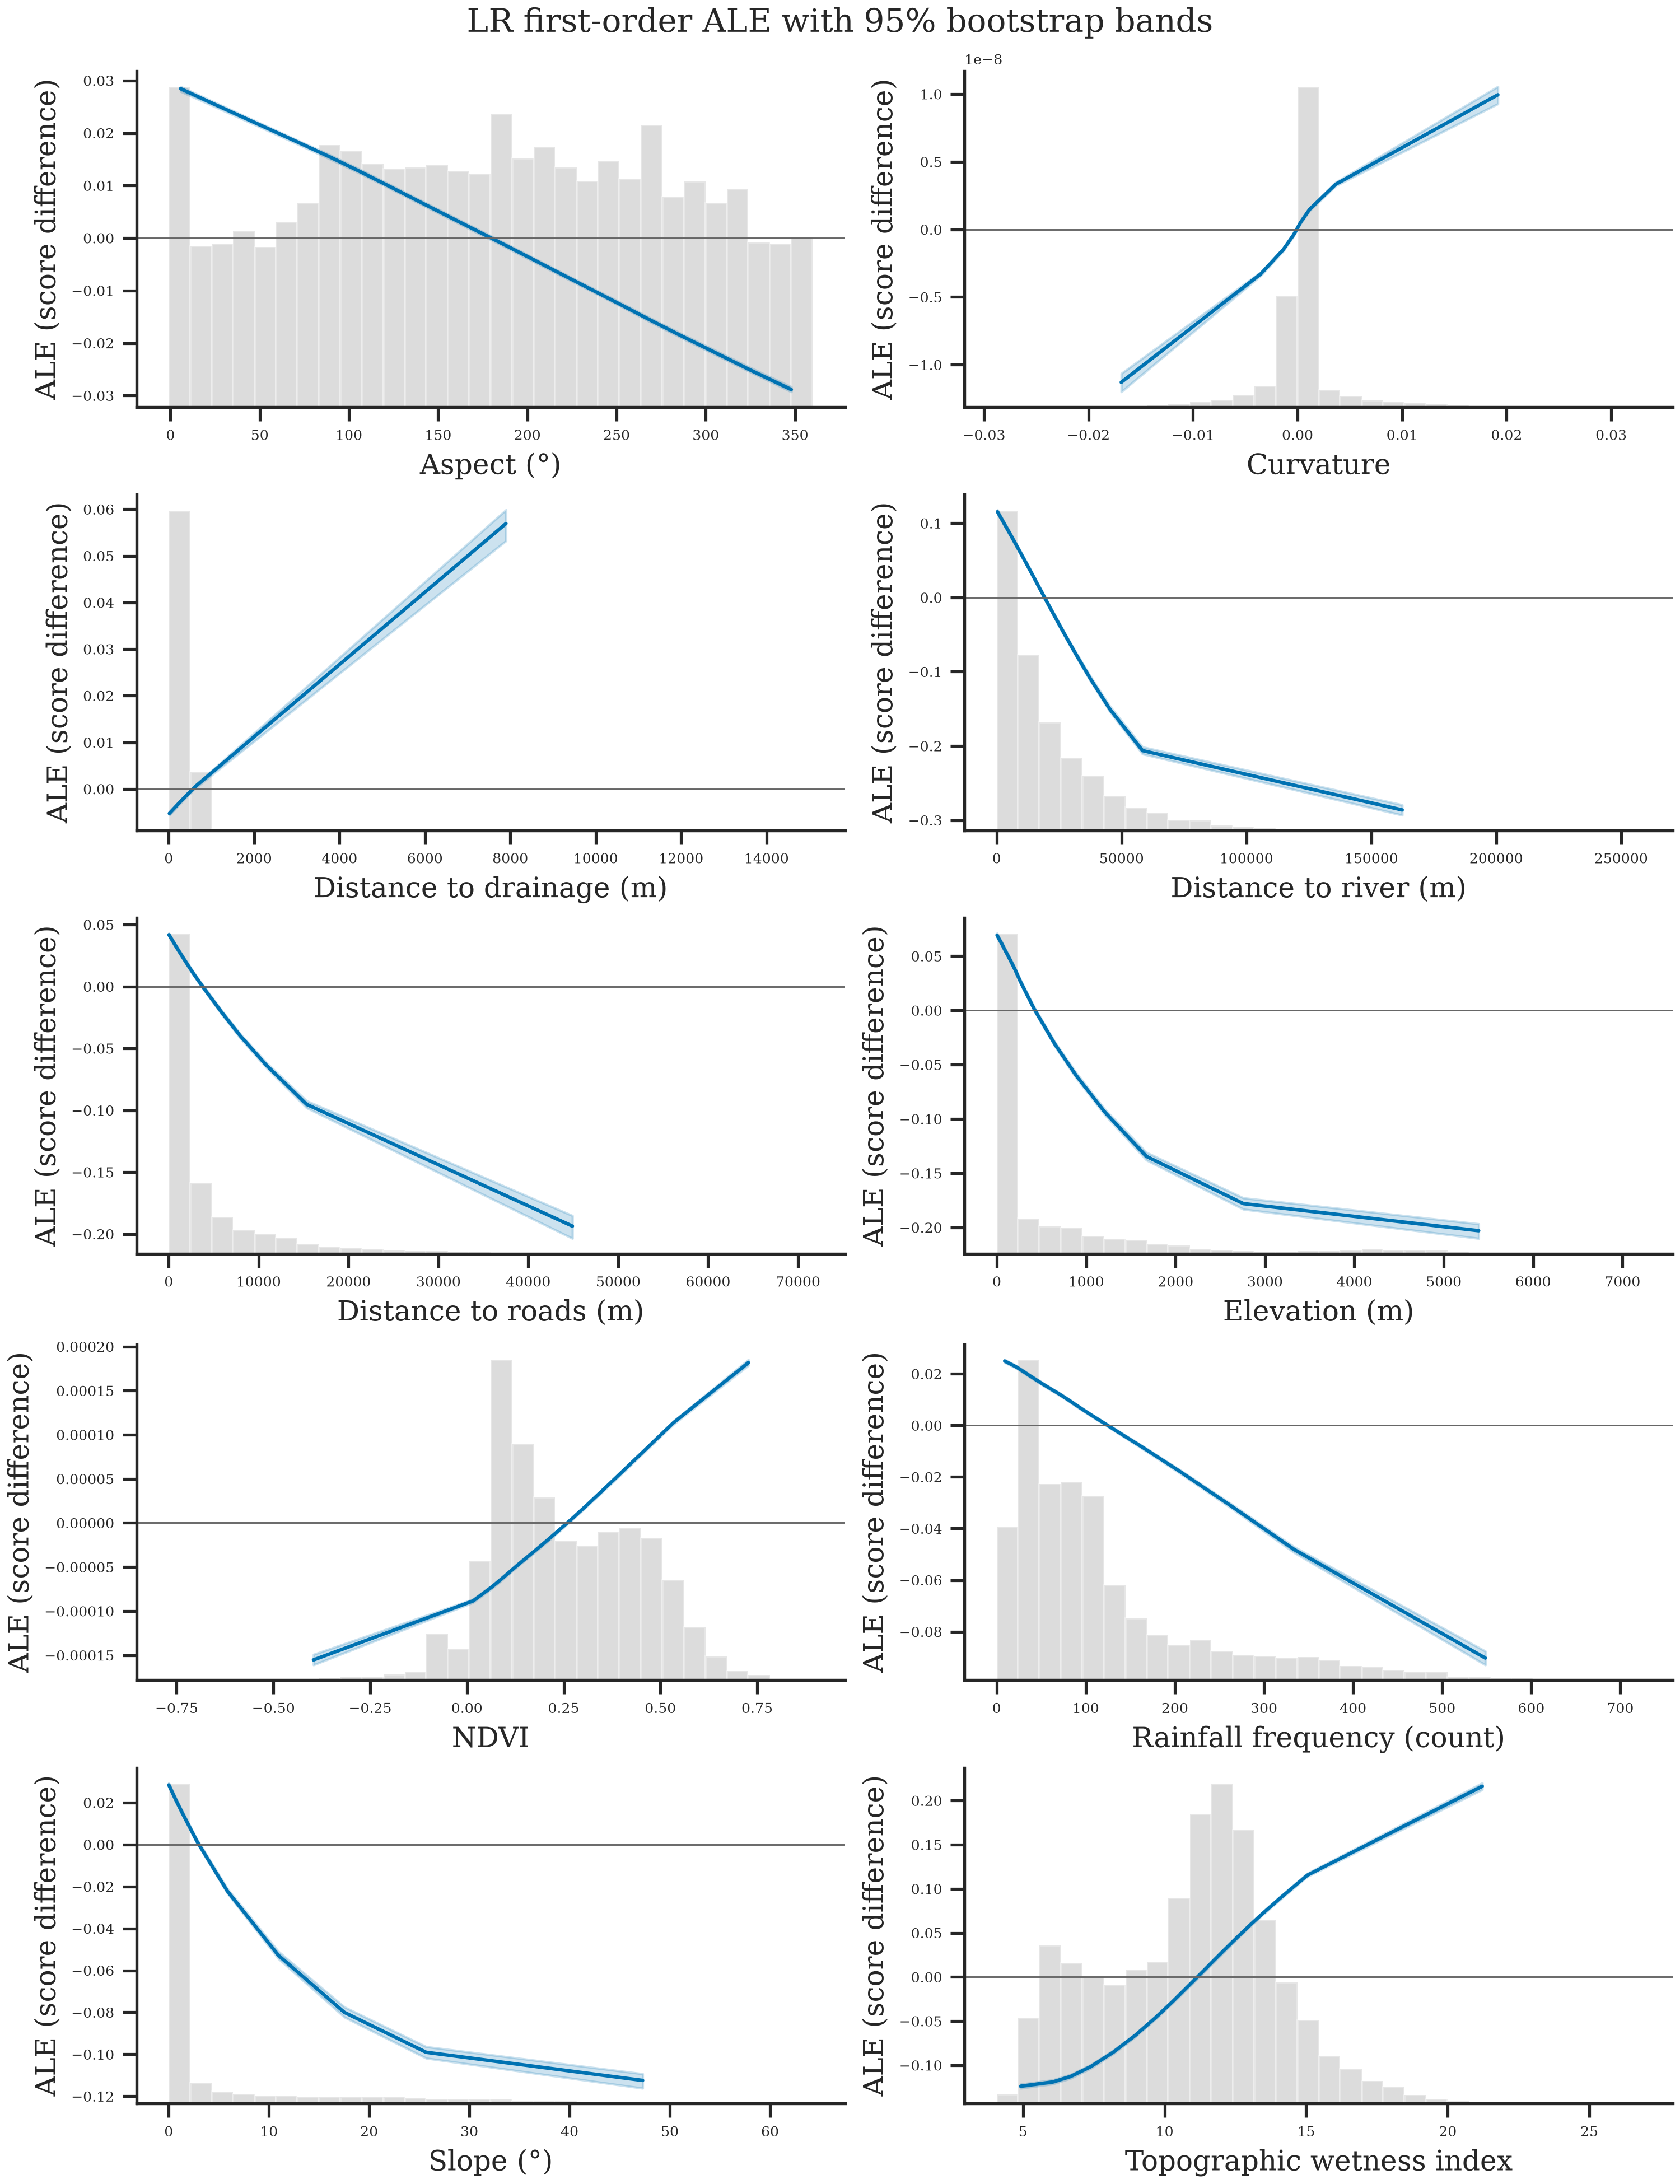 LR first-order ALE with 95% bootstrap bands
ALE (score difference)
0.03
0.02
0.01
0.00
−0.01
−0.02
−0.03
0 50 100 150 200 250 300 350
Aspect (°)
1e−8
ALE (score difference)
1.0
0.5
0.0
−0.5
−1.0
−0.03 −0.02 −0.01 0.00 0.01 0.02 0.03
Curvature
ALE (score difference)
0.06
0.05
0.04
0.03
0.02
0.01
0.00
0 2000 4000 6000 8000 10000 12000 14000
Distance to drainage (m)
ALE (score difference)
0.1
0.0
−0.1
−0.2
−0.3
0 50000 100000 150000 200000 250000
Distance to river (m)
ALE (score difference)
0.05
0.00
−0.05
−0.10
−0.15
−0.20
0 10000 20000 30000 40000 50000 60000 70000
Distance to roads (m)
ALE (score difference)
0.05
0.00
−0.05
−0.10
−0.15
−0.20
0 1000 2000 3000 4000 5000 6000 7000
Elevation (m)
ALE (score difference)
0.00020
0.00015
0.00010
0.00005
0.00000
−0.00005
−0.00010
−0.00015
−0.75 −0.50 −0.25 0.00 0.25 0.50 0.75
NDVI
ALE (score difference)
0.02
0.00
−0.02
−0.04
−0.06
−0.08
0 100 200 300 400 500 600 700
Rainfall frequency (count)
ALE (score difference)
0.02
0.00
−0.02
−0.04
−0.06
−0.08
−0.10
−0.12
0 10 20 30 40 50 60
Slope (°)
ALE (score difference)
0.20
0.15
0.10
0.05
0.00
−0.05
−0.10
5 10 15 20 25
Topographic wetness index